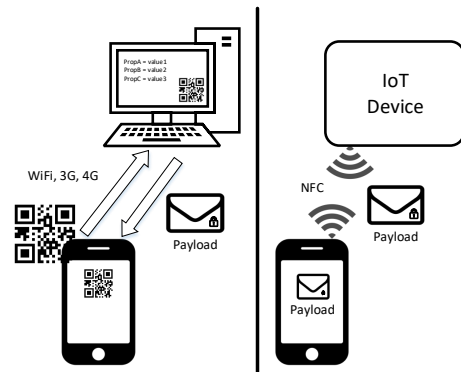 PropA = value1
PropB = value2
PropC = value3
WiFi, 3G, 4G
Payload
IoT
Device
NFC
Payload
Payload